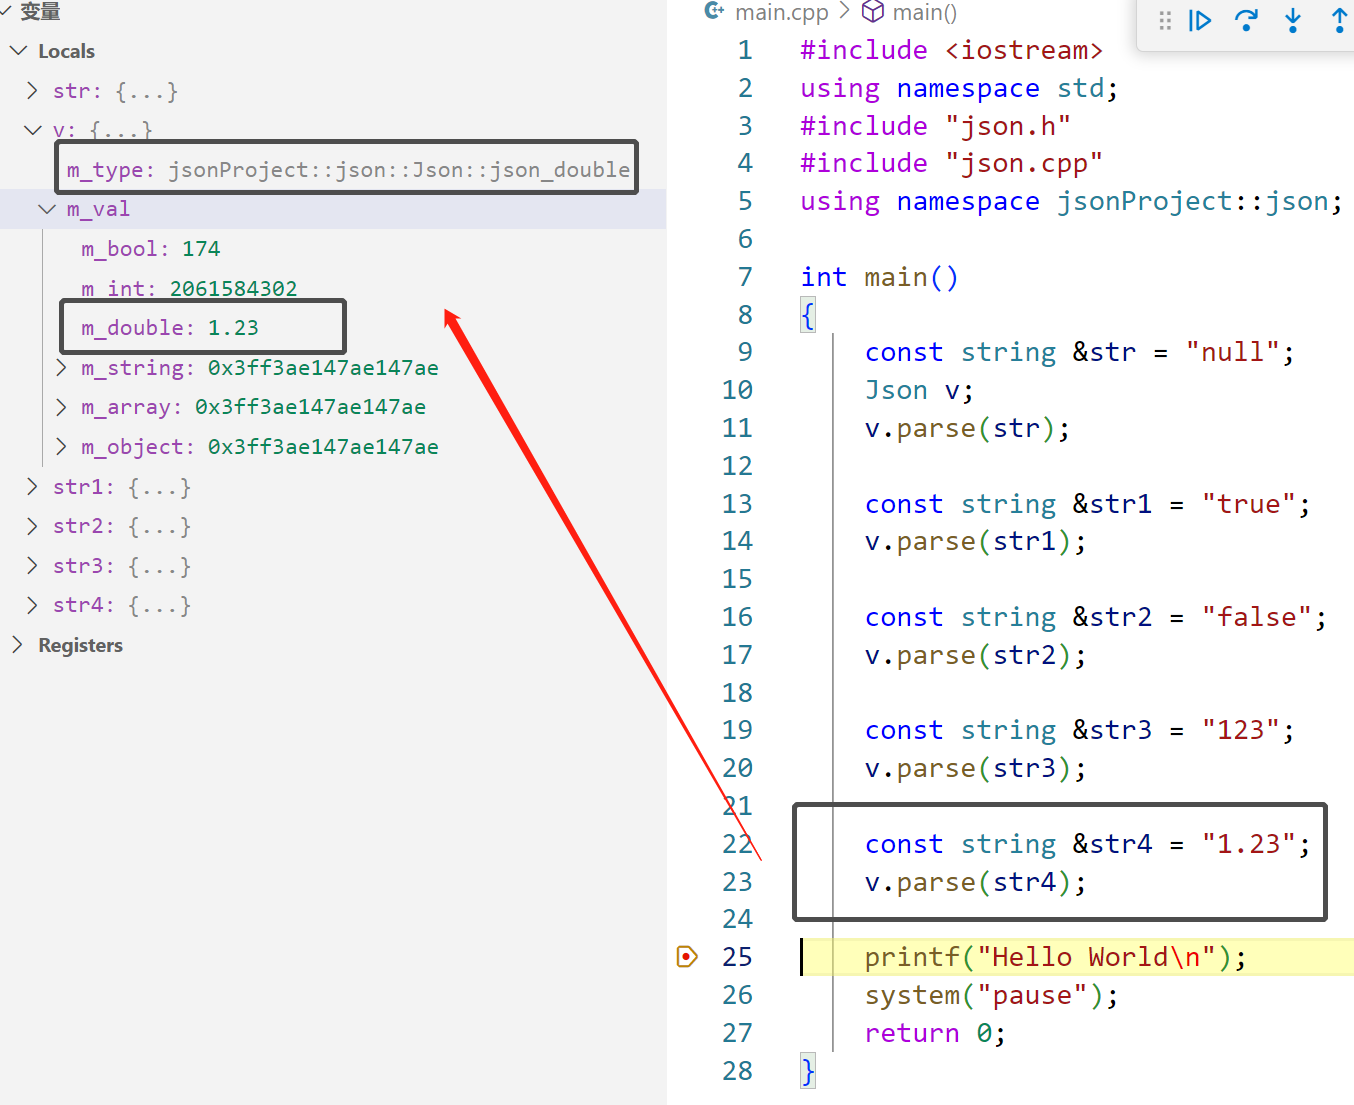 变量
Locals
str: {...}
v: {...}
m_type: jsonProject::json::Json::json_double
m_val
m_bool: 174
m_int: 2061584302
m_double: 1.23
m_string: 0x3ff3ae147ae147ae
m_array: 0x3ff3ae147ae147ae
m_object: 0x3ff3ae147ae147ae
str1: {...}
str2: {...}
str3: {...}
str4: {...}
Registers
main.cpp > main()
1 #include <iostream>
2 using namespace std;
3 #include "json.h"
4 #include "json.cpp"
5 using namespace jsonProject::json;
6
7 int main()
8 {
9 const string &str = "null";
10 Json v;
11 v.parse(str);
12
13 const string &str1 = "true";
14 v.parse(str1);
15
16 const string &str2 = "false";
17 v.parse(str2);
18
19 const string &str3 = "123";
20 v.parse(str3);
21
22 const string &str4 = "1.23";
23 v.parse(str4);
24
25 printf("Hello World\n");
26 system("pause");
27 return 0;
28 }